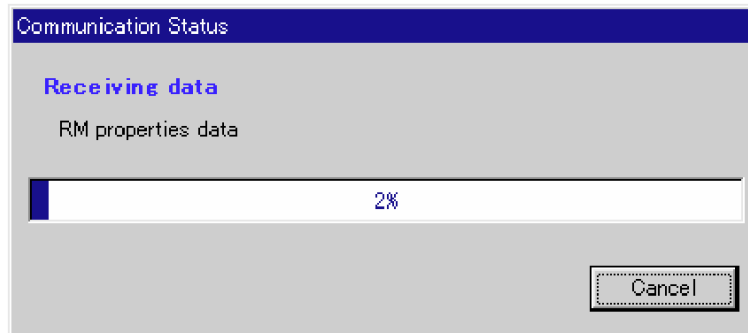 Communication Status
Receiving data
RM properties data
2%
Cancel